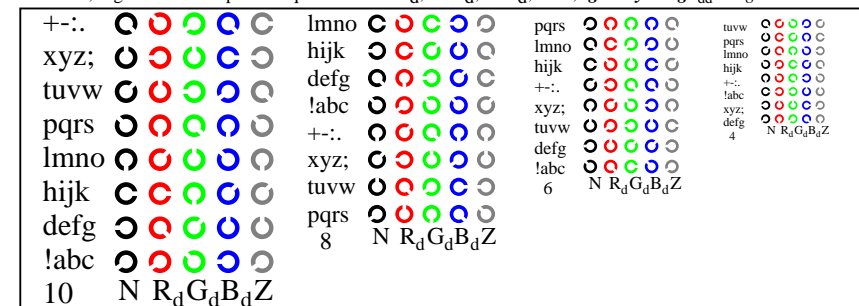 +-:.
xyz;
tuvw
pqrs
lmno
hijk
defg
!abc
10 N RdGdBdZ
lmno
hijk
defg
!abc
+-:.
xyz;
tuvw
pqrs
8 N RdGdBdZ
pqrs
lmno
hijk
+-:.
xyz;
tuvw
defg
!abc
6 N RdGdBdZ
tuvw
pqrs
lmno
hijk
+-:.
!abc
xyz;
defg
4 N RdGdBdZ